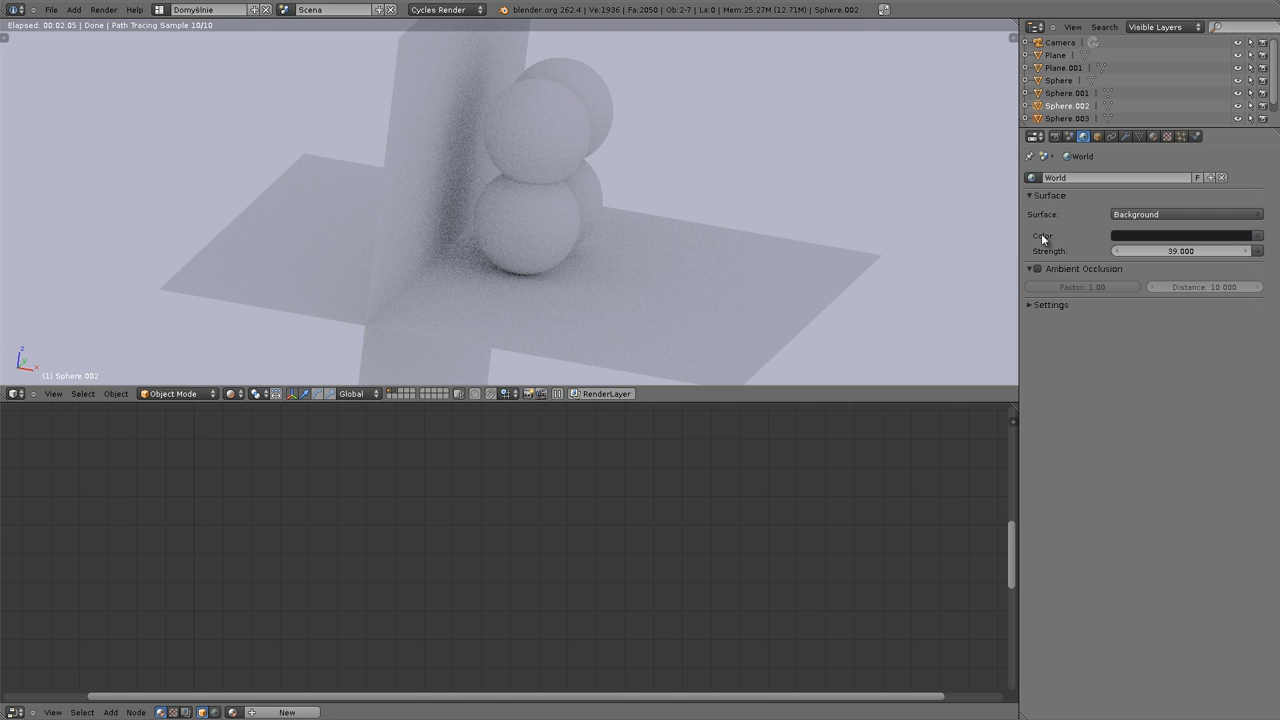 File Add Render Help Domyślnie Scena Cycles Render blender.org 262.4 | Ve:1936 | Fa:2050 | Ob:2-7 | La:0 | Mem:25.27M (12.71M) | Sphere.002
Elapsed: 00:02.05 | Done | Path Tracing Sample 10/10
View Search Visible Layers
Camera
Plane
Plane.001
Sphere
Sphere.001
Sphere.002
Sphere.003
World
World F
Surface
Surface: Background
Color:
Strength: 39.000
Ambient Occlusion
Factor: 1.00 Distance: 10.000
Settings
z
y
x
(1) Sphere.002
View Select Object Object Mode Global RenderLayer
View Select Add Node New